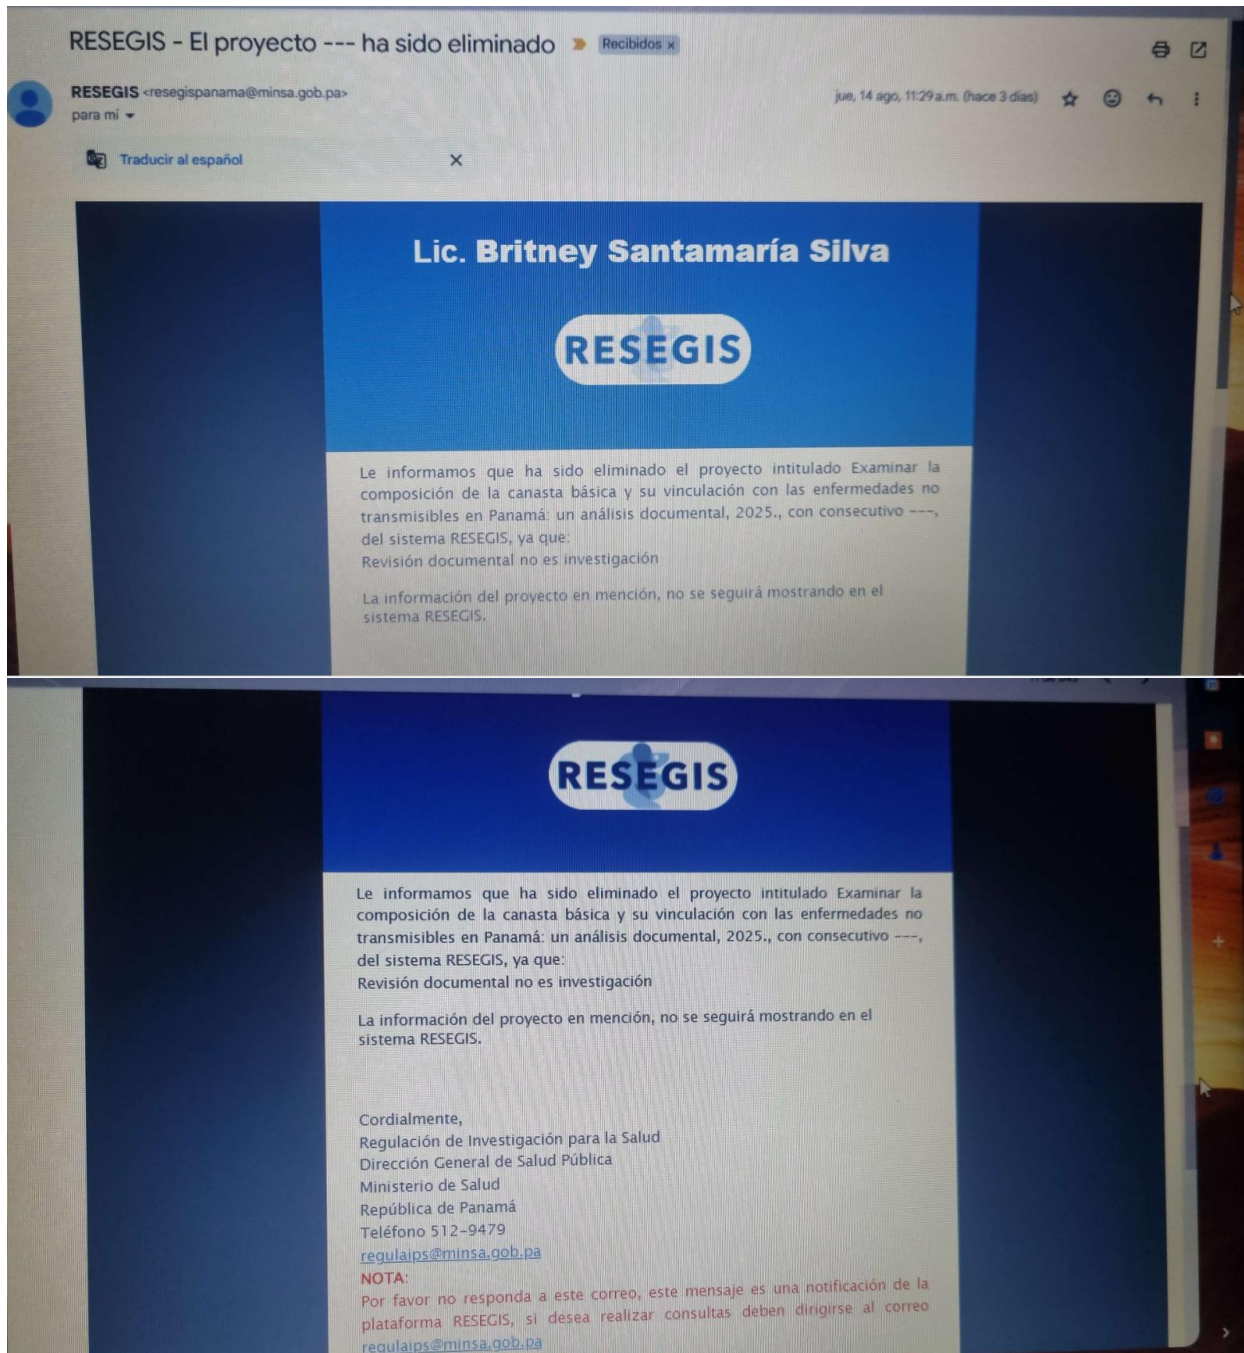 RESEGIS - El proyecto --- ha sido eliminado
Recibidos ×
RESEGIS <resegispanama@minsa.gob.pa>
jue, 14 ago, 11:29 a.m. (hace 3 días)
para mí
Traducir al español
Lic. Britney Santamaría Silva
RESEGIS
Le informamos que ha sido eliminado el proyecto intitulado Examinar la
composición de la canasta básica y su vinculación con las enfermedades no
transmisibles en Panamá: un análisis documental, 2025., con consecutivo ---,
del sistema RESEGIS, ya que:
Revisión documental no es investigación
La información del proyecto en mención, no se seguirá mostrando en el
sistema RESEGIS.
RESEGIS
Le informamos que ha sido eliminado el proyecto intitulado Examinar la
composición de la canasta básica y su vinculación con las enfermedades no
transmisibles en Panamá: un análisis documental, 2025., con consecutivo ---,
del sistema RESEGIS, ya que:
Revisión documental no es investigación
La información del proyecto en mención, no se seguirá mostrando en el
sistema RESEGIS.
Cordialmente,
Regulación de Investigación para la Salud
Dirección General de Salud Pública
Ministerio de Salud
República de Panamá
Teléfono 512-9479
regulaips@minsa.gob.pa
NOTA:
Por favor no responda a este correo, este mensaje es una notificación de la
plataforma RESEGIS, si desea realizar consultas deben dirigirse al correo
regulaips@minsa.gob.pa